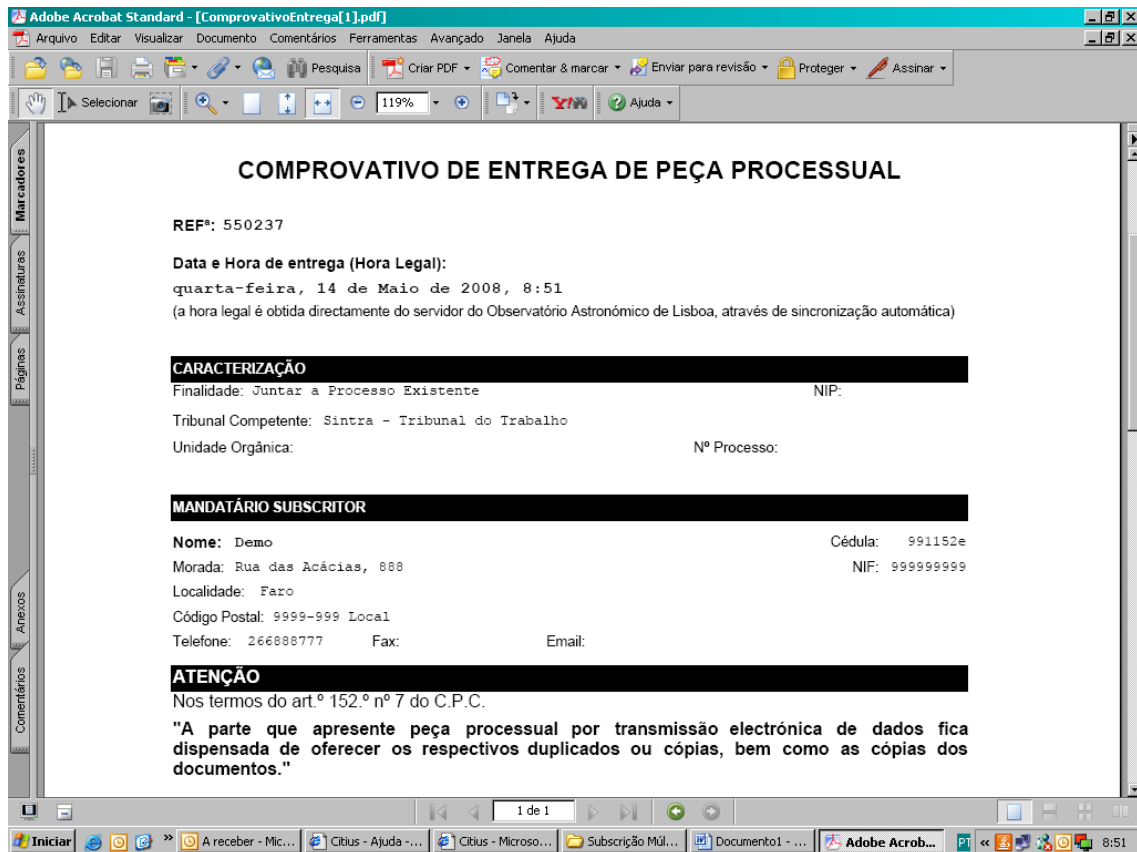 Adobe Acrobat Standard - [ComprovativoEntrega[1].pdf]
Arquivo Editar Visualizar Documento Comentários Ferramentas Avançado Janela Ajuda
Pesquisa Criar PDF Comentar & marcar Enviar para revisão Proteger Assinar
Selecionar 119% Y! Ajuda
Marcadores
Assinaturas
Páginas
Anexos
Comentários
COMPROVATIVO DE ENTREGA DE PEÇA PROCESSUAL
REFª: 550237
Data e Hora de entrega (Hora Legal):
quarta-feira, 14 de Maio de 2008, 8:51
(a hora legal é obtida directamente do servidor do Observatório Astronómico de Lisboa, através de sincronização automática)
CARACTERIZAÇÃO
Finalidade: Juntar a Processo Existente NIP:
Tribunal Competente: Sintra - Tribunal do Trabalho
Unidade Orgânica: Nº Processo:
MANDATÁRIO SUBSCRITOR
Nome: Demo Cédula: 991152e
Morada: Rua das Acácias, 888 NIF: 999999999
Localidade: Faro
Código Postal: 9999-999 Local
Telefone: 266888777 Fax: Email:
ATENÇÃO
Nos termos do art.º 152.º nº 7 do C.P.C.
"A parte que apresente peça processual por transmissão electrónica de dados fica
dispensada de oferecer os respectivos duplicados ou cópias, bem como as cópias dos
documentos."
1 de 1
Iniciar » A receber - Mic... Citius - Ajuda -... Citius - Microso... Subscrição Múl... Documento1 - ... Adobe Acrob... PT « 8:51